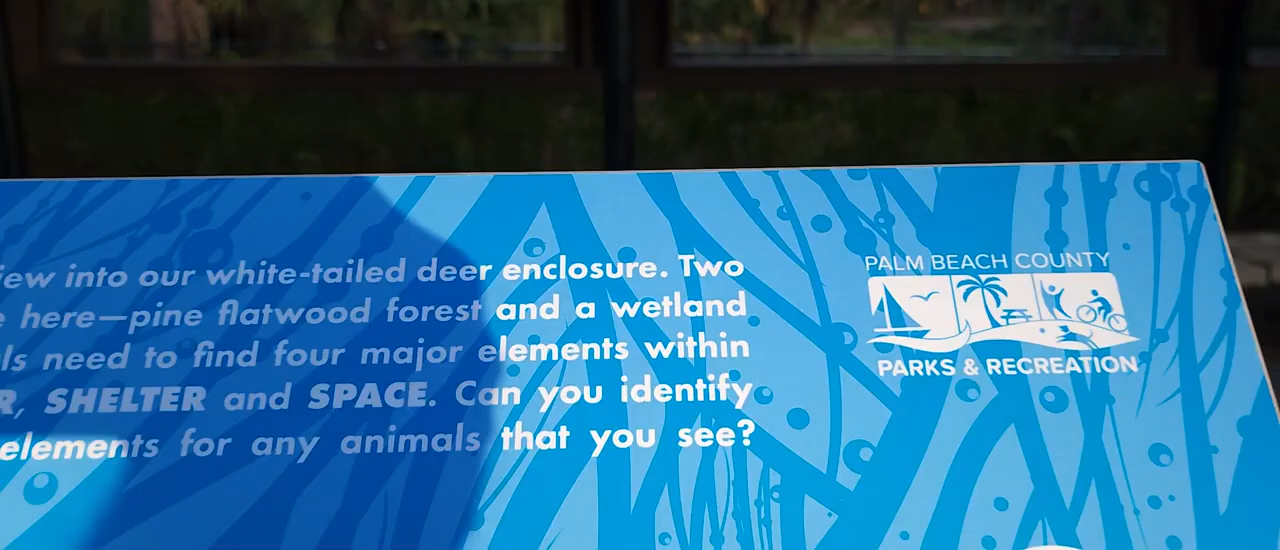 into our white-tailed deer enclosure. Two
here—pine flatwood forest and a wetland
need to find four major elements within
SHELTER and SPACE. Can you identify
elements for any animals that you see?
PALM BEACH COUNTY
PARKS & RECREATION